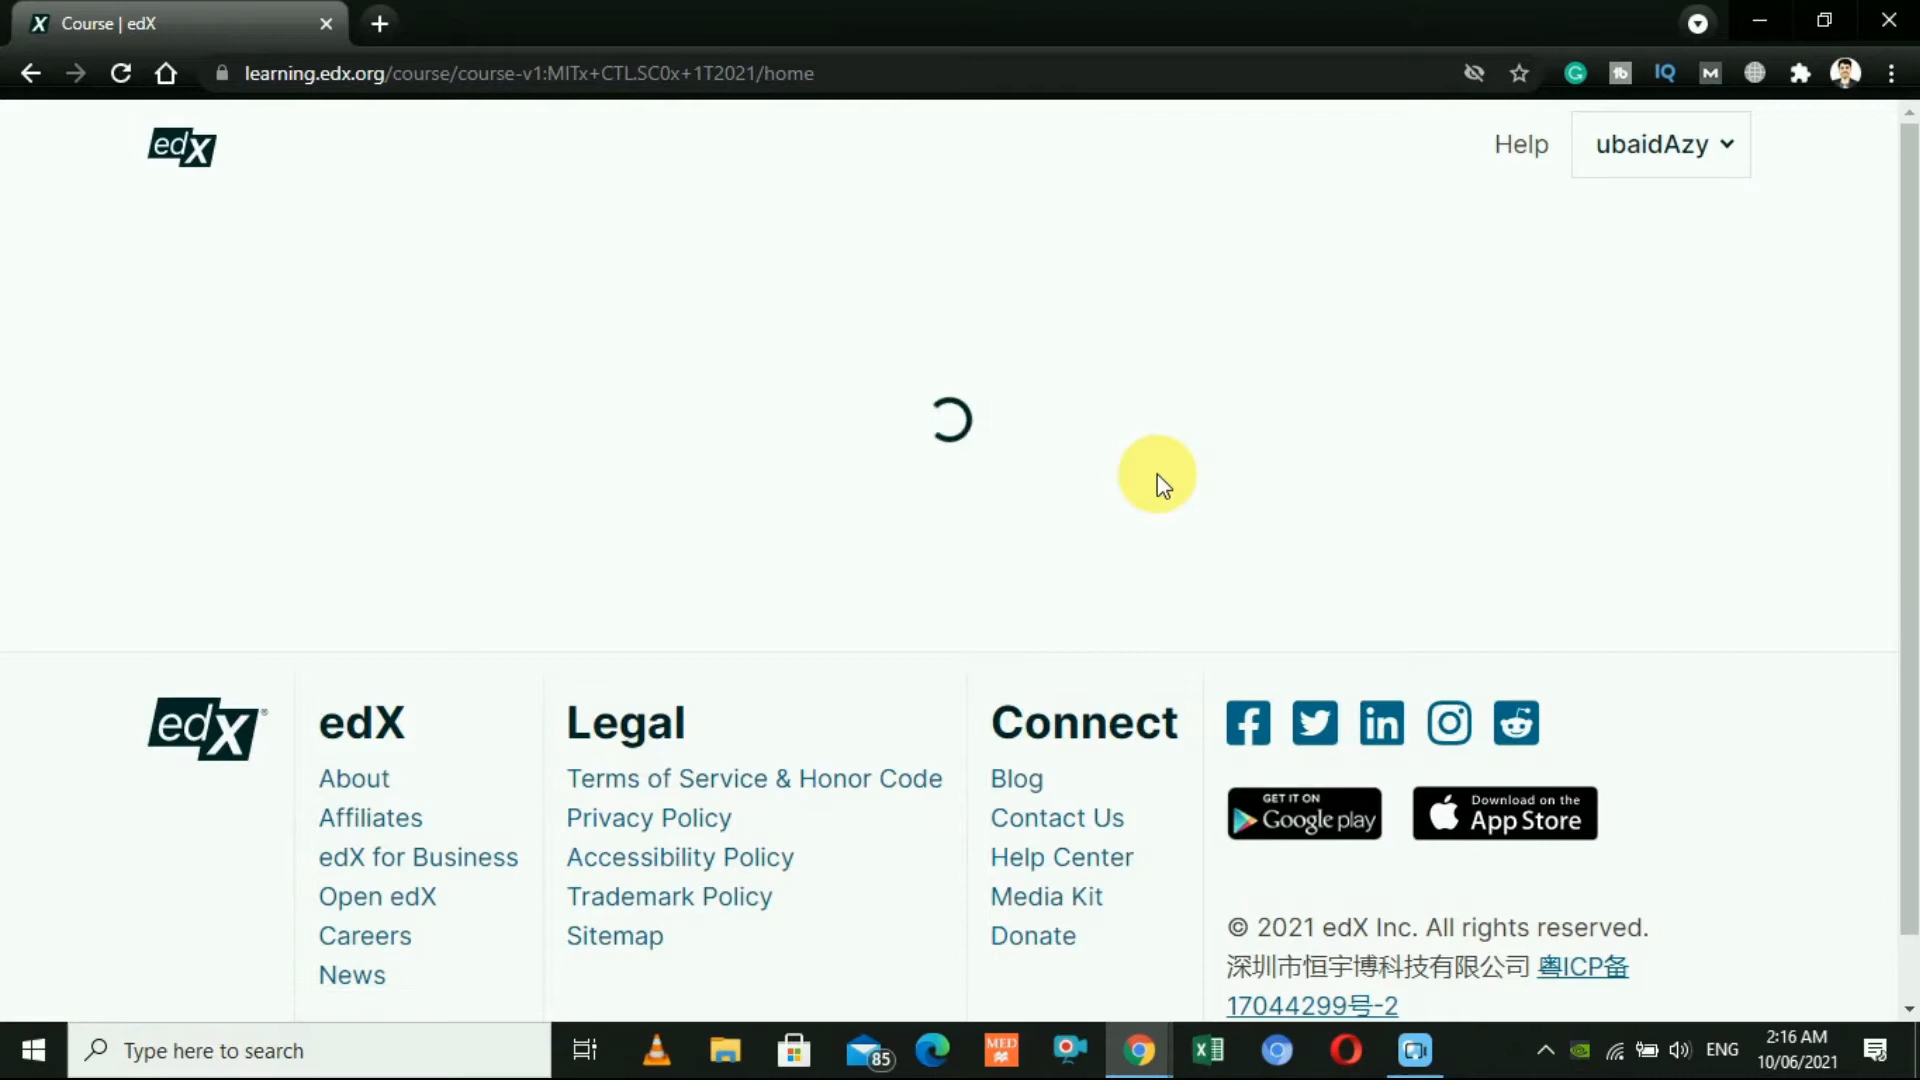 Course | edX
learning.edx.org/course/course-v1:MITx+CTL.SC0x+1T2021/home
edX
Help
ubaidAzy
edX
edX
About
Affiliates
edX for Business
Open edX
Careers
News
Legal
Terms of Service & Honor Code
Privacy Policy
Accessibility Policy
Trademark Policy
Sitemap
Connect
Blog
Contact Us
Help Center
Media Kit
Donate
GET IT ON
Google play
Download on the
App Store
© 2021 edX Inc. All rights reserved.
深圳市恒宇博科技有限公司 粤ICP备
17044299号-2
Type here to search
85
MED
ENG
2:16 AM
10/06/2021